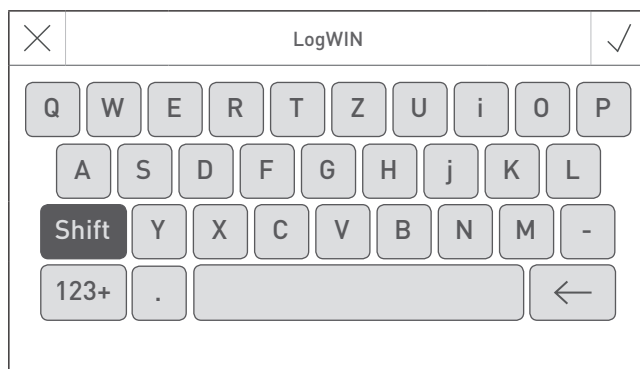 LogWIN
Q W E R T Z U i O P
A S D F G H j K L
Shift Y X C V B N M -
123+ .